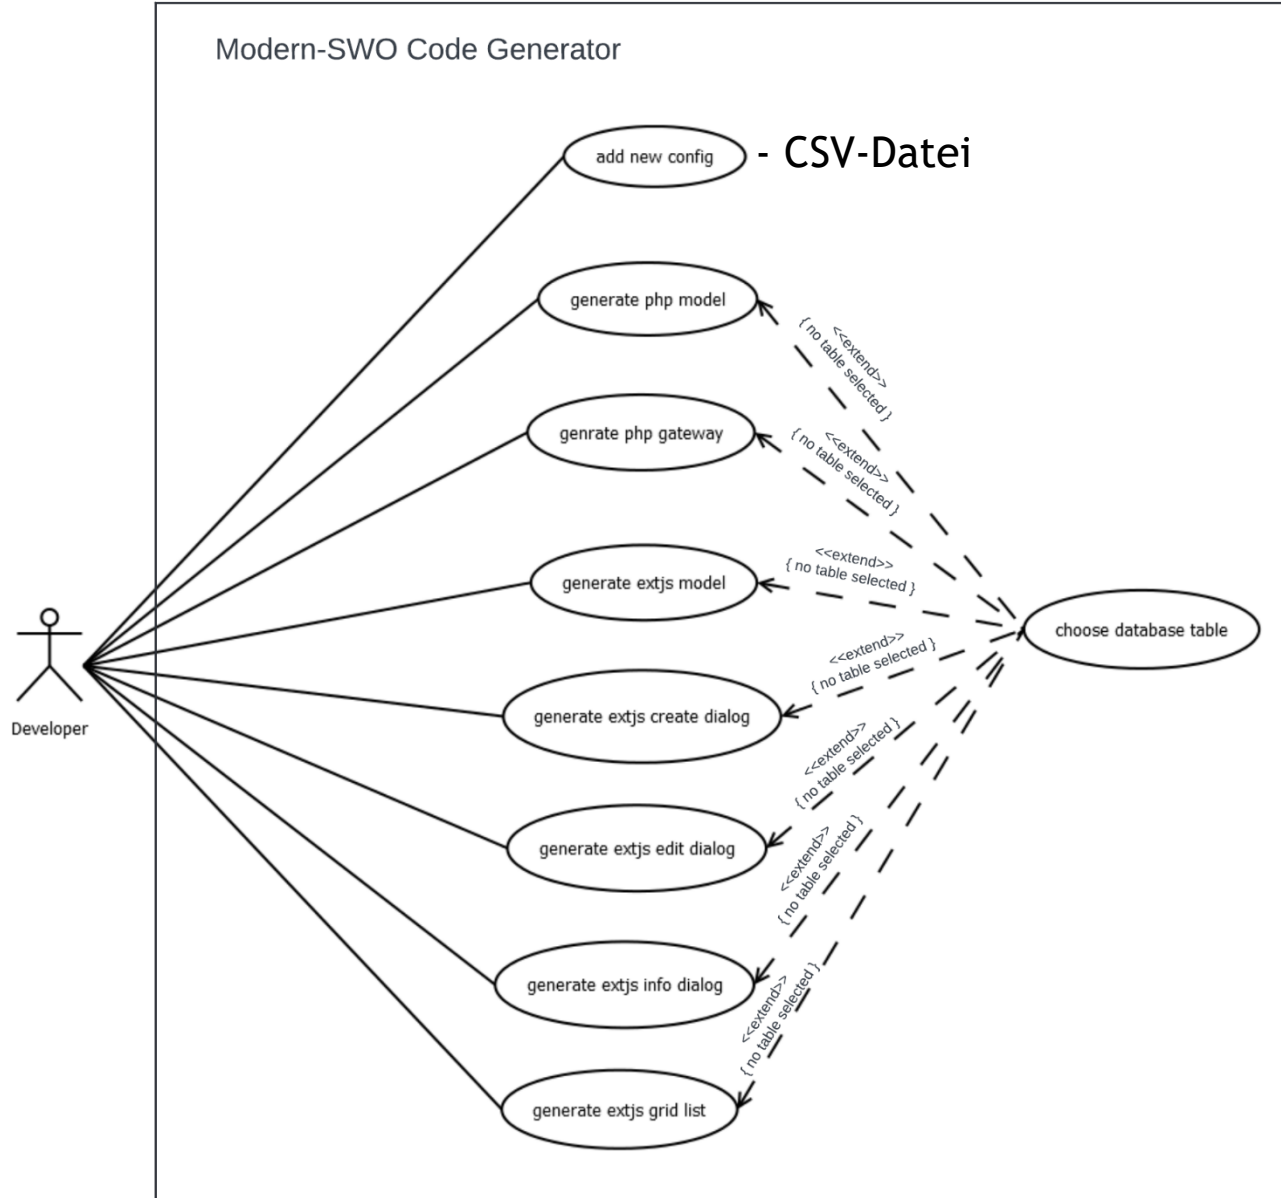 Modern-SWO Code Generator
add new config
- CSV-Datei
generate php model
<<extend>>
{ no table selected }
genrate php gateway
<<extend>>
{ no table selected }
generate extjs model
<<extend>>
{ no table selected }
choose database table
<<extend>>
{ no table selected }
generate extjs create dialog
Developer
<<extend>>
{ no table selected }
generate extjs edit dialog
<<extend>>
{ no table selected }
generate extjs info dialog
<<extend>>
{ no table selected }
generate extjs grid list